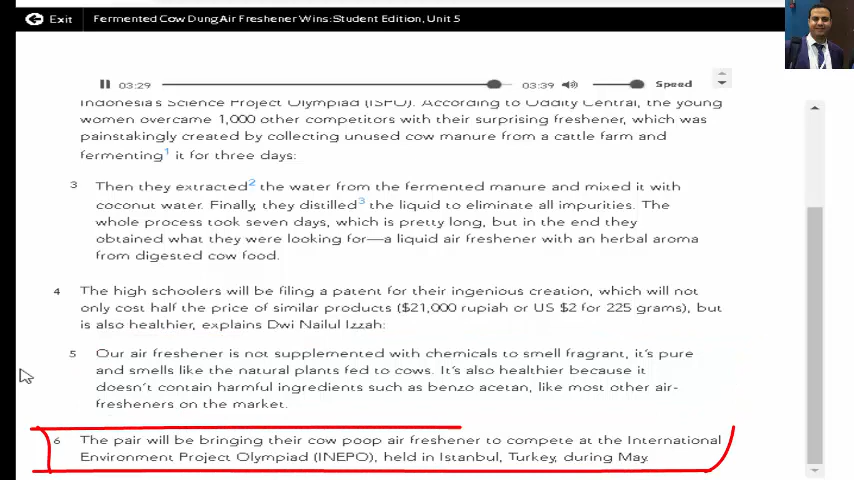 Exit Fermented Cow Dung Air Freshener Wins: Student Edition, Unit 5
03:29 03:39 Speed
Indonesia's Science Project Olympiad (ISPO). According to Oddity Central, the young
women overcame 1,000 other competitors with their surprising freshener, which was
painstakingly created by collecting unused cow manure from a cattle farm and
fermenting1 it for three days:
3 Then they extracted2 the water from the fermented manure and mixed it with
coconut water. Finally, they distilled3 the liquid to eliminate all impurities. The
whole process took seven days, which is pretty long, but in the end they
obtained what they were looking for—a liquid air freshener with an herbal aroma
from digested cow food.
4 The high schoolers will be filing a patent for their ingenious creation, which will not
only cost half the price of similar products ($21,000 rupiah or US $2 for 225 grams), but
is also healthier, explains Dwi Nailul Izzah:
5 Our air freshener is not supplemented with chemicals to smell fragrant, it's pure
and smells like the natural plants fed to cows. It's also healthier because it
doesn't contain harmful ingredients such as benzo acetan, like most other air-
fresheners on the market.
6 The pair will be bringing their cow poop air freshener to compete at the International
Environment Project Olympiad (INEPO), held in Istanbul, Turkey, during May.